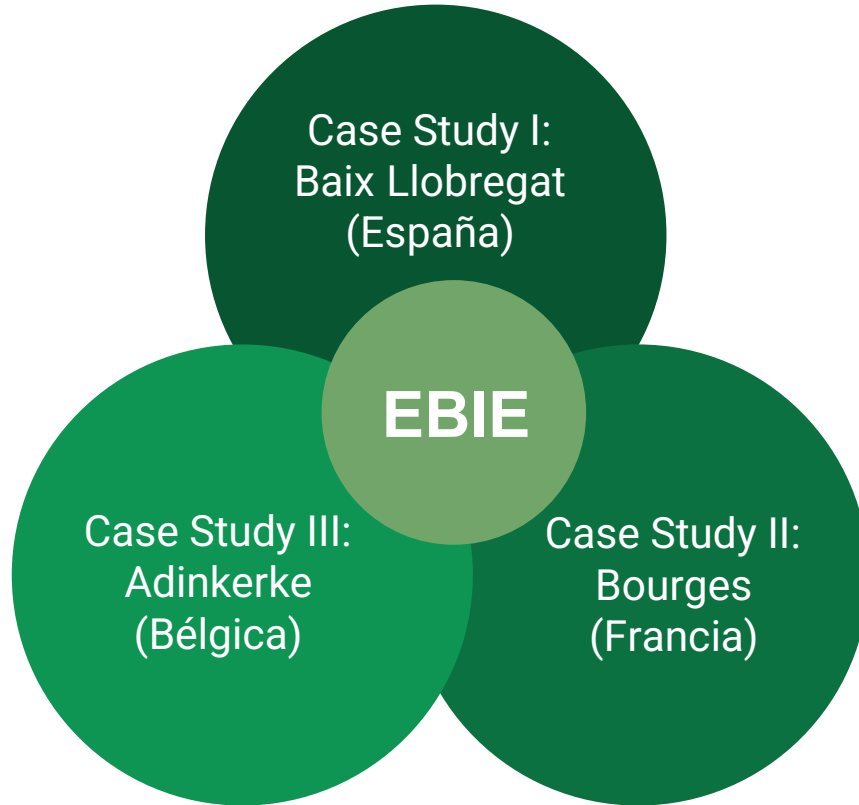 Case Study I:
Baix Llobregat
(España)
EBIE
Case Study III:
Adinkerke
(Bélgica)
Case Study II:
Bourges
(Francia)